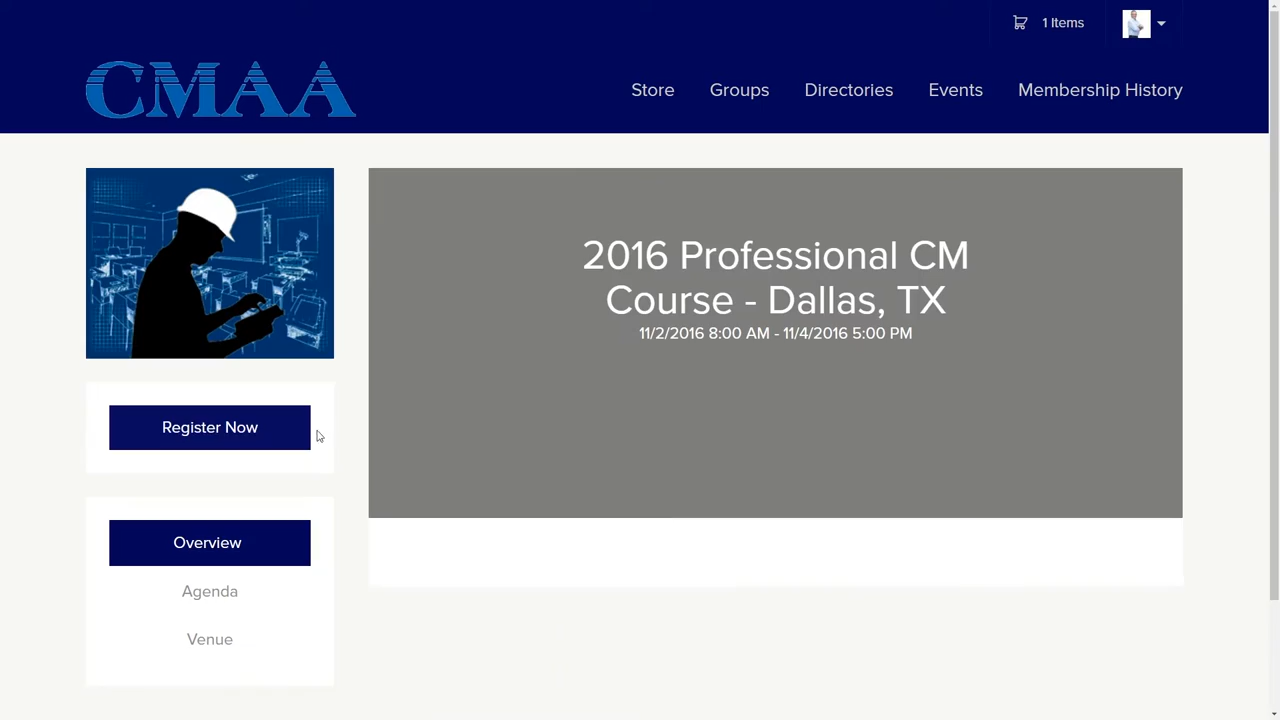 1 Items
CMAA
Store Groups Directories Events Membership History
2016 Professional CM
Course - Dallas, TX
11/2/2016 8:00 AM - 11/4/2016 5:00 PM
Register Now
Overview
Agenda
Venue